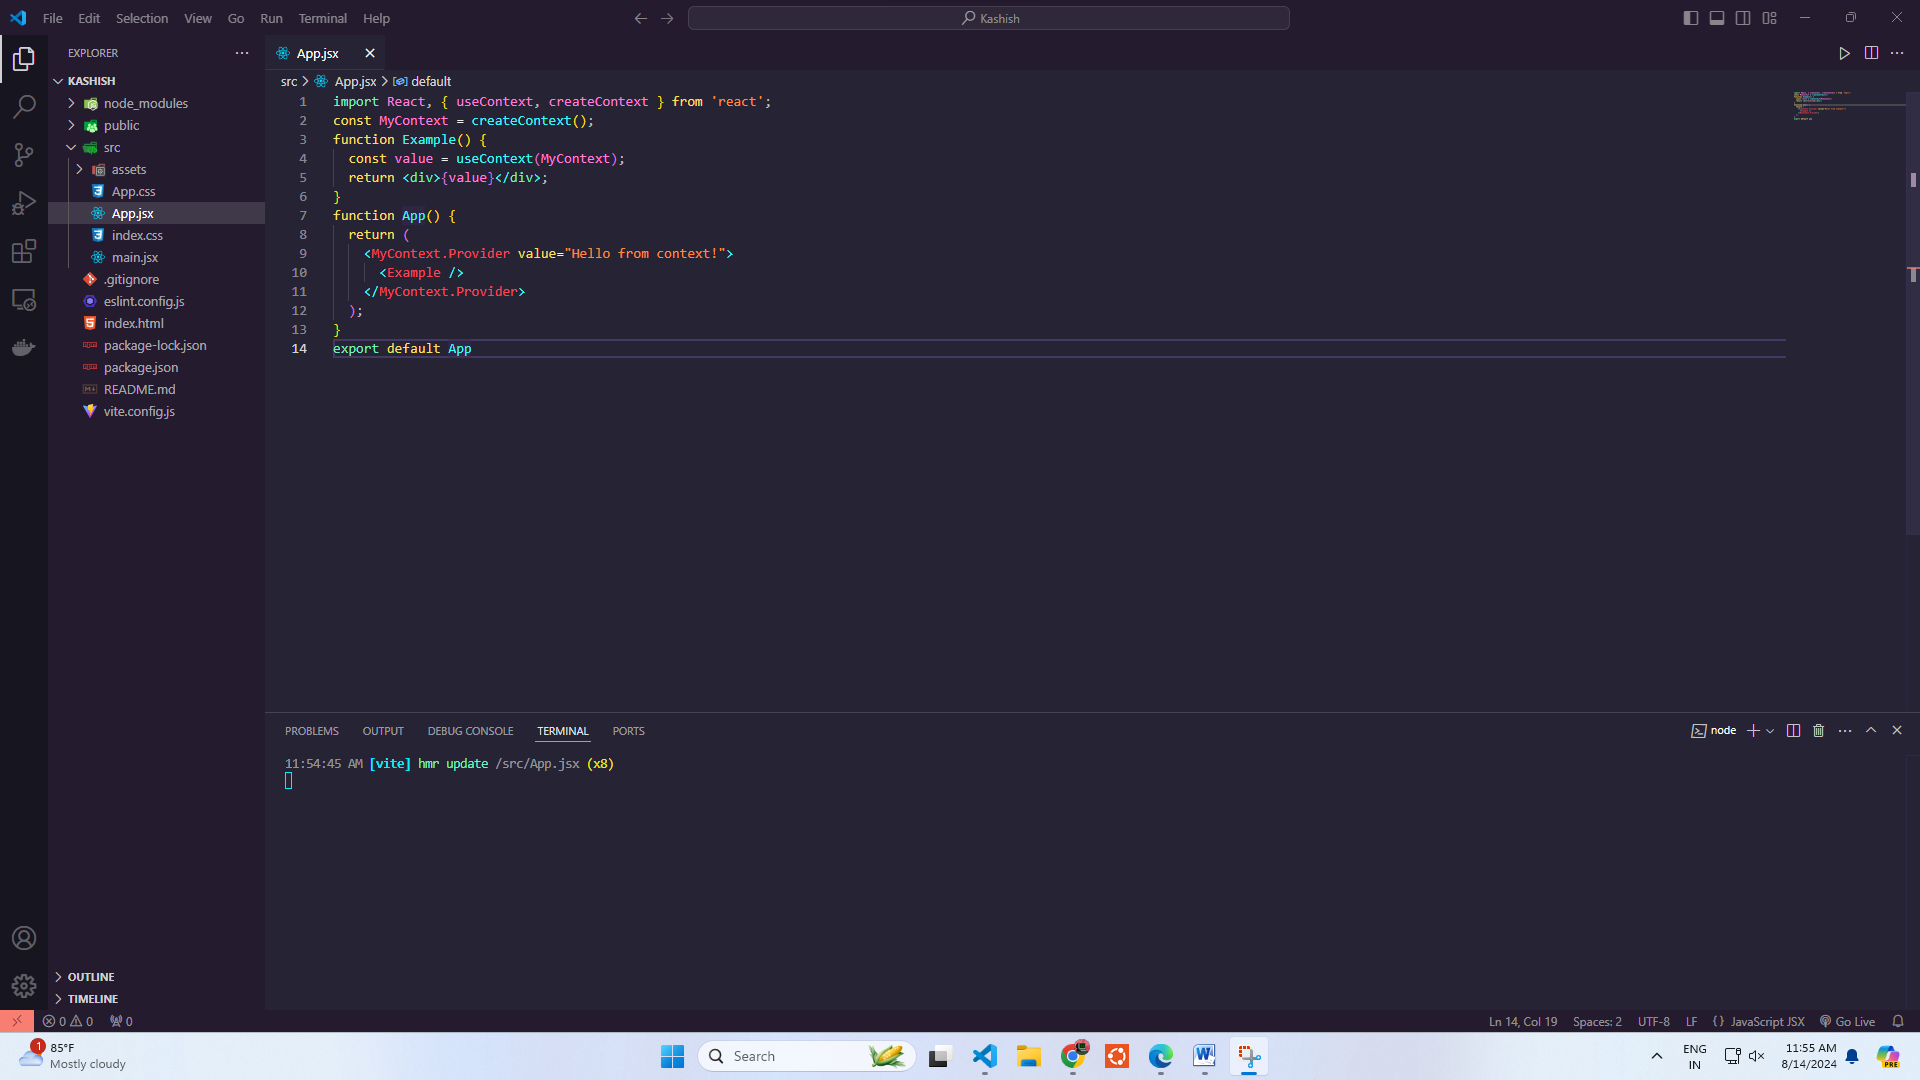 File Edit Selection View Go Run Terminal Help
Kashish
EXPLORER
KASHISH
node_modules
public
src
assets
App.css
App.jsx
index.css
main.jsx
.gitignore
eslint.config.js
index.html
package-lock.json
package.json
README.md
vite.config.js
OUTLINE
TIMELINE
App.jsx
src > App.jsx > default
1 import React, { useContext, createContext } from 'react';
2 const MyContext = createContext();
3 function Example() {
4 const value = useContext(MyContext);
5 return <div>{value}</div>;
6 }
7 function App() {
8 return (
9 <MyContext.Provider value="Hello from context!">
10 <Example />
11 </MyContext.Provider>
12 );
13 }
14 export default App
PROBLEMS OUTPUT DEBUG CONSOLE TERMINAL PORTS
node
11:54:45 AM [vite] hmr update /src/App.jsx (x8)
0 0 0
Ln 14, Col 19 Spaces: 2 UTF-8 LF {} JavaScript JSX Go Live
1
85°F
Mostly cloudy
Search
PRE
ENG
IN
11:55 AM
8/14/2024